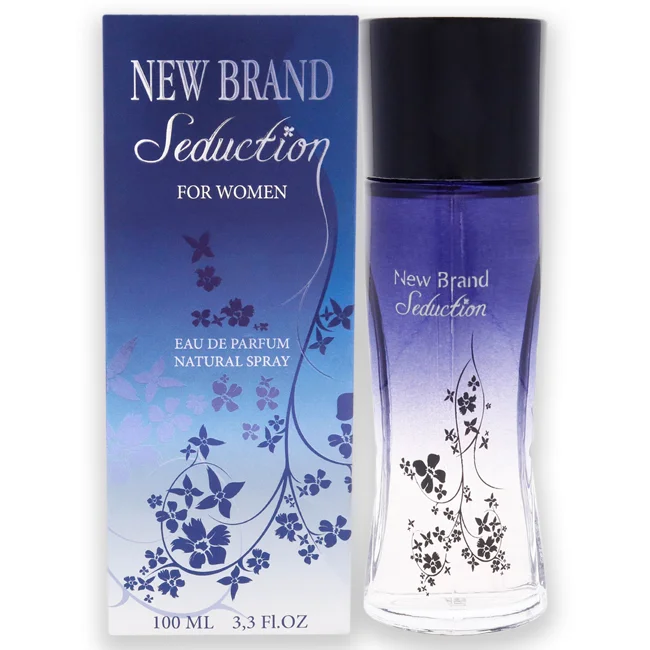 NEW BRAND
Seduction
FOR WOMEN
EAU DE PARFUM
NATURAL SPRAY
100 ML 3,3 Fl.OZ
New Brand
Seduction